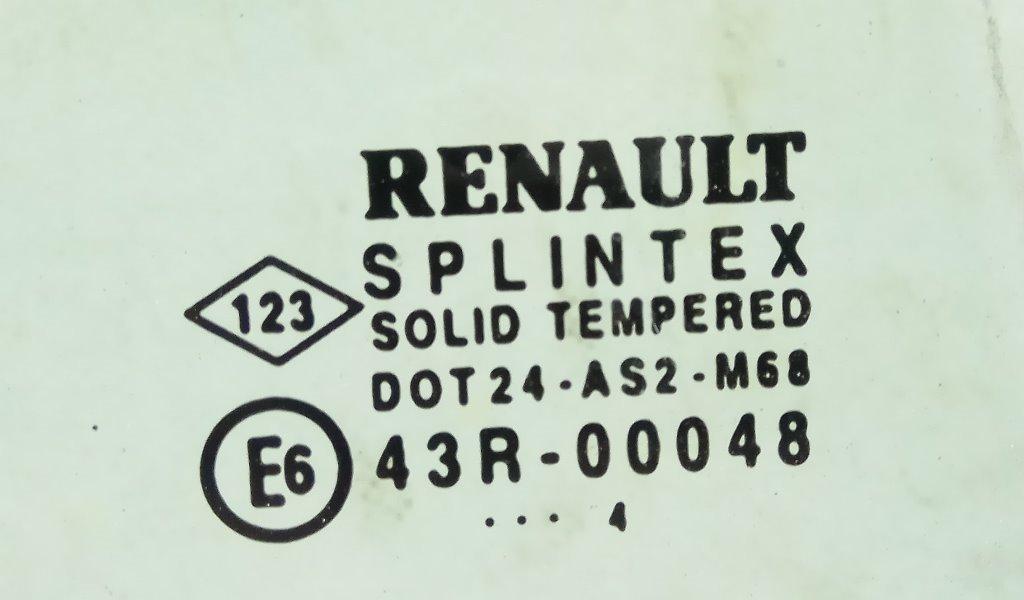 RENAULT
SPLINTEX
123
SOLID TEMPERED
DOT24-AS2-M68
E6
43R-00048
... 4